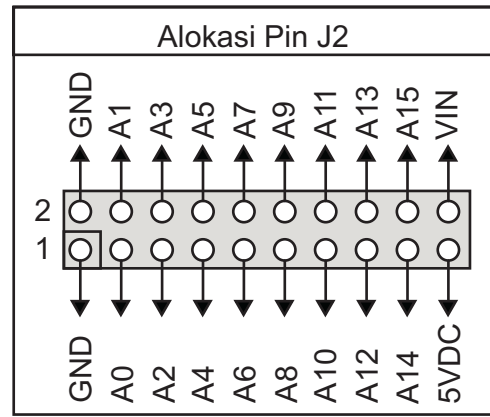 Alokasi Pin J2
GND A1 A3 A5 A7 A9 A11 A13 A15 VIN
2
1
GND A0 A2 A4 A6 A8 A10 A12 A14 5VDC